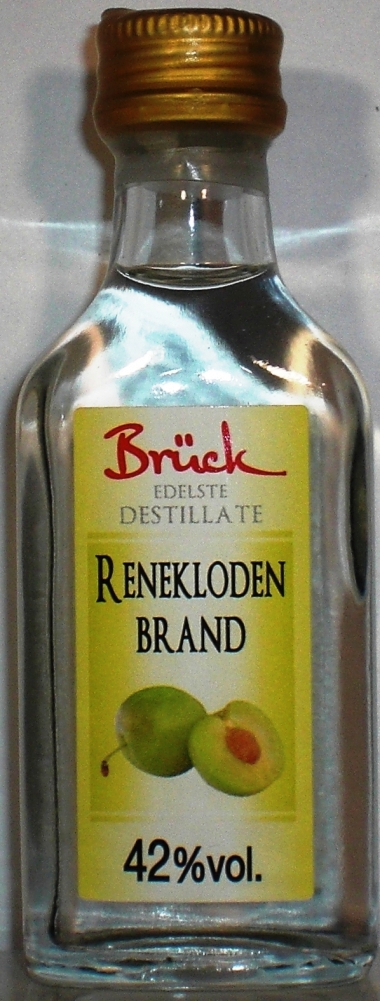 Brück
EDELSTE
DESTILLATE
RENEKLODEN
BRAND
42%vol.